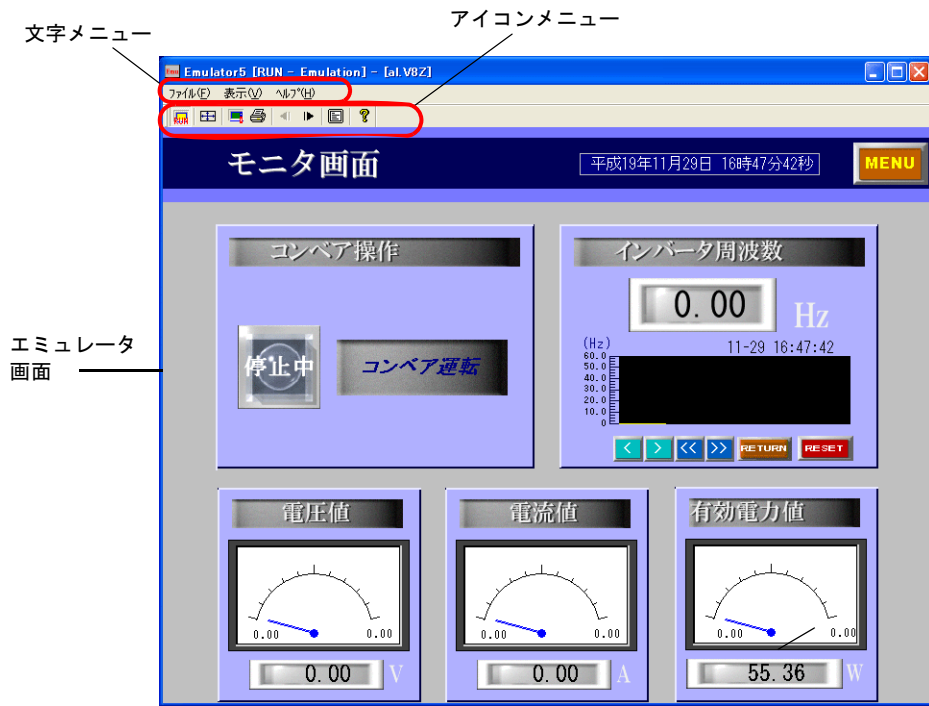 アイコンメニュー
文字メニュー
Emulator5 [RUN - Emulation] - [al.V8Z]
ファイル(F) 表示(V) ヘルプ(H)
RUN
モニタ画面
平成19年11月29日 16時47分42秒
MENU
コンベア操作
インバータ周波数
0.00
Hz
エミュレータ
画面
停止中
コンベア運転
(Hz)
11-29 16:47:42
60.0
50.0
40.0
30.0
20.0
10.0
0
< > << >> RETURN RESET
電圧値
電流値
有効電力値
0.00 0.00
0.00 0.00
0.00 0.00
0.00 V
0.00 A
55.36 W